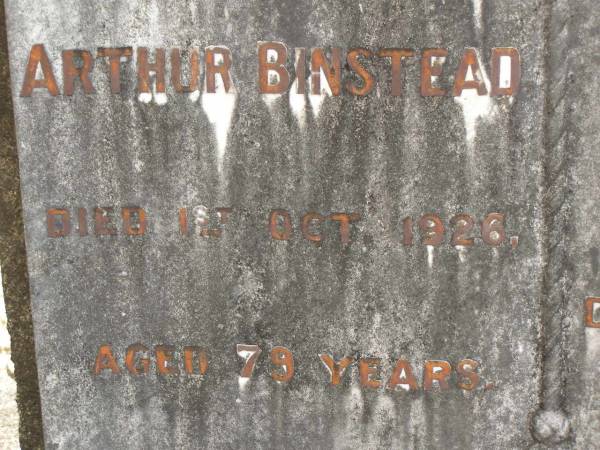 ARTHUR BINSTEAD
DIED 1ST OCT 1926,
AGED 79 YEARS.